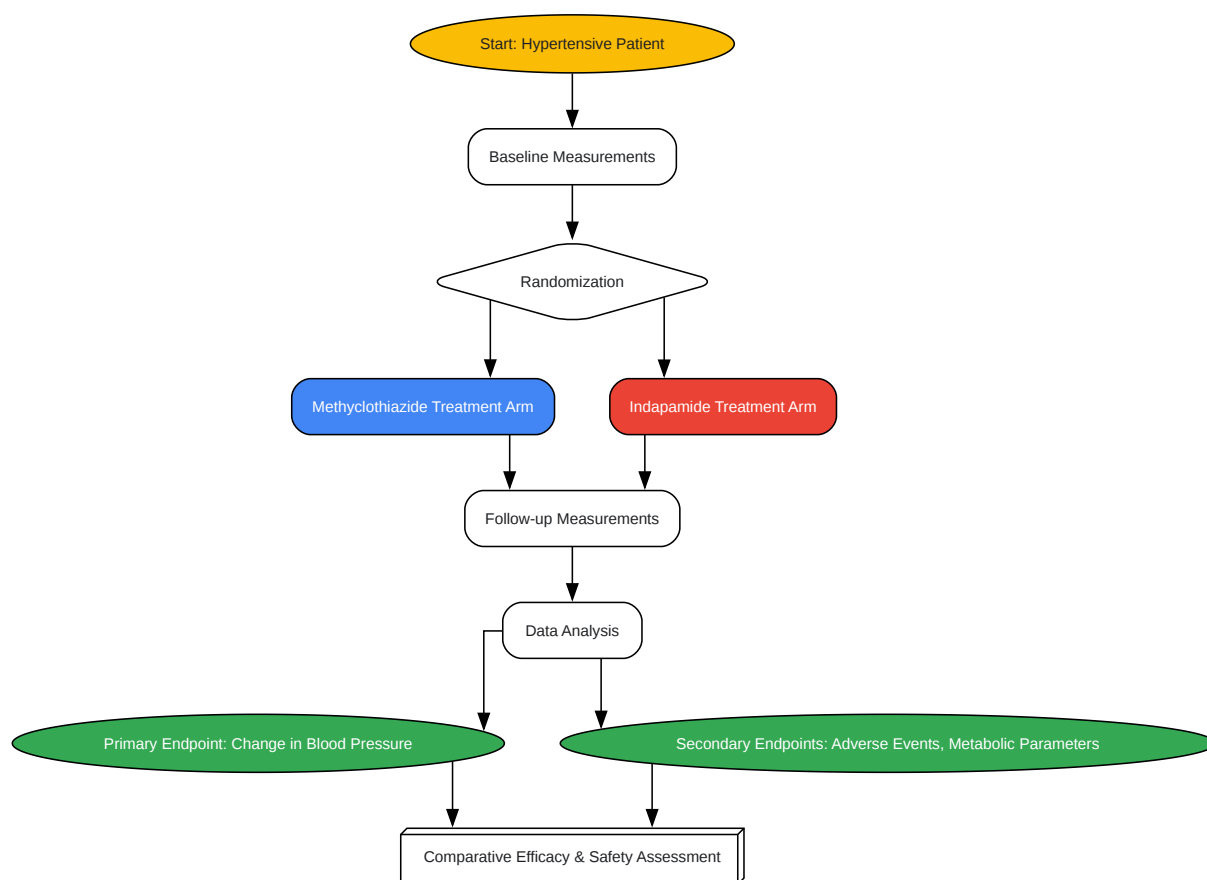 Start: Hypertensive Patient
Baseline Measurements
Randomization
Methyclothiazide Treatment Arm
Indapamide Treatment Arm
Follow-up Measurements
Data Analysis
Primary Endpoint: Change in Blood Pressure
Secondary Endpoints: Adverse Events, Metabolic Parameters
Comparative Efficacy & Safety Assessment